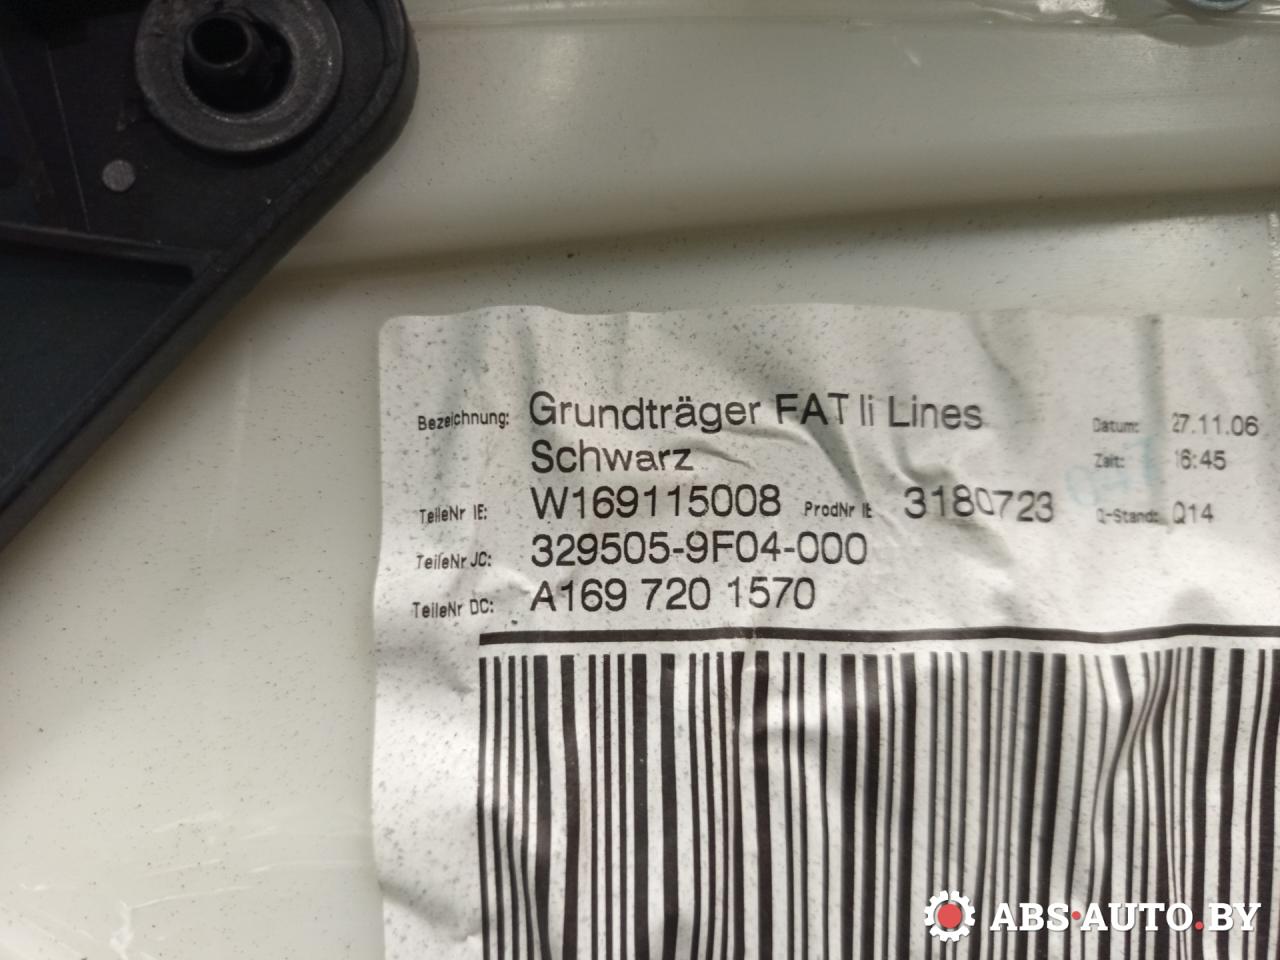 Bezeichnung: Grundträger FAT li Lines
Schwarz
TeileNr IE: W169115008 ProdNr IE 3180723
TeileNr JC: 329505-9F04-000
TeileNr DC: A169 720 1570
Datum: 27.11.06
Zeit: 16:45
Q-Stand: Q14
ABS-AUTO.BY